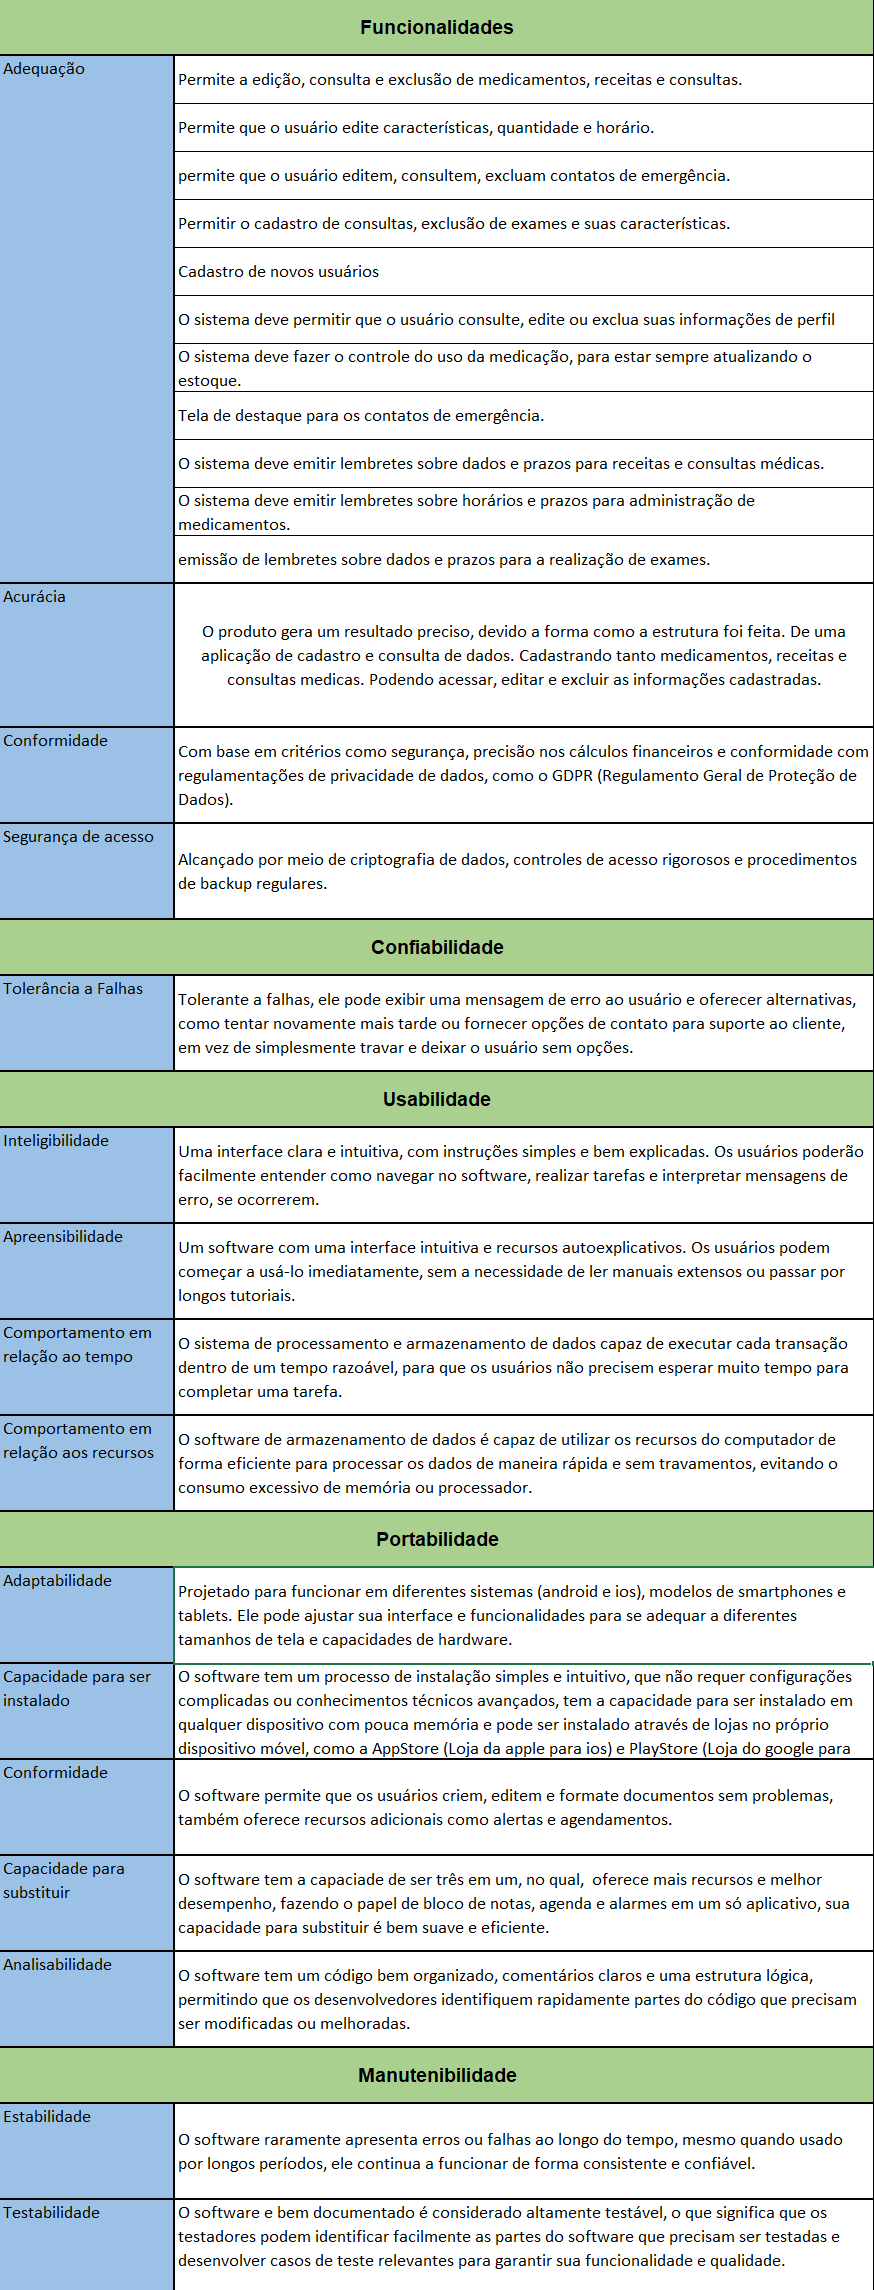 Funcionalidades
Adequação
Permite a edição, consulta e exclusão de medicamentos, receitas e consultas.
Permite que o usuário edite características, quantidade e horário.
permite que o usuário editem, consultem, excluam contatos de emergência.
Permitir o cadastro de consultas, exclusão de exames e suas características.
Cadastro de novos usuários
O sistema deve permitir que o usuário consulte, edite ou exclua suas informações de perfil
O sistema deve fazer o controle do uso da medicação, para estar sempre atualizando o
estoque.
Tela de destaque para os contatos de emergência.
O sistema deve emitir lembretes sobre dados e prazos para receitas e consultas médicas.
O sistema deve emitir lembretes sobre horários e prazos para administração de
medicamentos.
emissão de lembretes sobre dados e prazos para a realização de exames.
Acurácia
O produto gera um resultado preciso, devido a forma como a estrutura foi feita. De uma
aplicação de cadastro e consulta de dados. Cadastrando tanto medicamentos, receitas e
consultas medicas. Podendo acessar, editar e excluir as informações cadastradas.
Conformidade
Com base em critérios como segurança, precisão nos cálculos financeiros e conformidade com
regulamentações de privacidade de dados, como o GDPR (Regulamento Geral de Proteção de
Dados).
Segurança de acesso
Alcançado por meio de criptografia de dados, controles de acesso rigorosos e procedimentos
de backup regulares.
Confiabilidade
Tolerância a Falhas
Tolerante a falhas, ele pode exibir uma mensagem de erro ao usuário e oferecer alternativas,
como tentar novamente mais tarde ou fornecer opções de contato para suporte ao cliente,
em vez de simplesmente travar e deixar o usuário sem opções.
Usabilidade
Inteligibilidade
Uma interface clara e intuitiva, com instruções simples e bem explicadas. Os usuários poderão
facilmente entender como navegar no software, realizar tarefas e interpretar mensagens de
erro, se ocorrerem.
Apreensibilidade
Um software com uma interface intuitiva e recursos autoexplicativos. Os usuários podem
começar a usá-lo imediatamente, sem a necessidade de ler manuais extensos ou passar por
longos tutoriais.
Comportamento em
relação ao tempo
O sistema de processamento e armazenamento de dados capaz de executar cada transação
dentro de um tempo razoável, para que os usuários não precisem esperar muito tempo para
completar uma tarefa.
Comportamento em
relação aos recursos
O software de armazenamento de dados é capaz de utilizar os recursos do computador de
forma eficiente para processar os dados de maneira rápida e sem travamentos, evitando o
consumo excessivo de memória ou processador.
Portabilidade
Adaptabilidade
Projetado para funcionar em diferentes sistemas (android e ios), modelos de smartphones e
tablets. Ele pode ajustar sua interface e funcionalidades para se adequar a diferentes
tamanhos de tela e capacidades de hardware.
Capacidade para ser
instalado
O software tem um processo de instalação simples e intuitivo, que não requer configurações
complicadas ou conhecimentos técnicos avançados, tem a capacidade para ser instalado em
qualquer dispositivo com pouca memória e pode ser instalado através de lojas no próprio
dispositivo móvel, como a AppStore (Loja da apple para ios) e PlayStore (Loja do google para
Conformidade
O software permite que os usuários criem, editem e formate documentos sem problemas,
também oferece recursos adicionais como alertas e agendamentos.
Capacidade para
substituir
O software tem a capaciade de ser três em um, no qual,  oferece mais recursos e melhor
desempenho, fazendo o papel de bloco de notas, agenda e alarmes em um só aplicativo, sua
capacidade para substituir é bem suave e eficiente.
Analisabilidade
O software tem um código bem organizado, comentários claros e uma estrutura lógica,
permitindo que os desenvolvedores identifiquem rapidamente partes do código que precisam
ser modificadas ou melhoradas.
Manutenibilidade
Estabilidade
O software raramente apresenta erros ou falhas ao longo do tempo, mesmo quando usado
por longos períodos, ele continua a funcionar de forma consistente e confiável.
Testabilidade
O software e bem documentado é considerado altamente testável, o que significa que os
testadores podem identificar facilmente as partes do software que precisam ser testadas e
desenvolver casos de teste relevantes para garantir sua funcionalidade e qualidade.